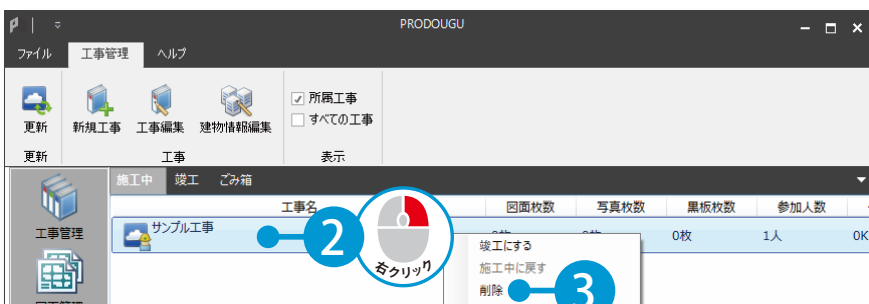 PRODOUGU
ファイル 工事管理 ヘルプ
更新 新規工事 工事編集 建物情報編集
所属工事
すべての工事
更新 工事 表示
施工中 竣工 ごみ箱
工事管理
工事名 図面枚数 写真枚数 黒板枚数 参加人数
サンプル工事 0枚 1人 0K
2
右クリック
竣工にする
施工中に戻す
削除
3